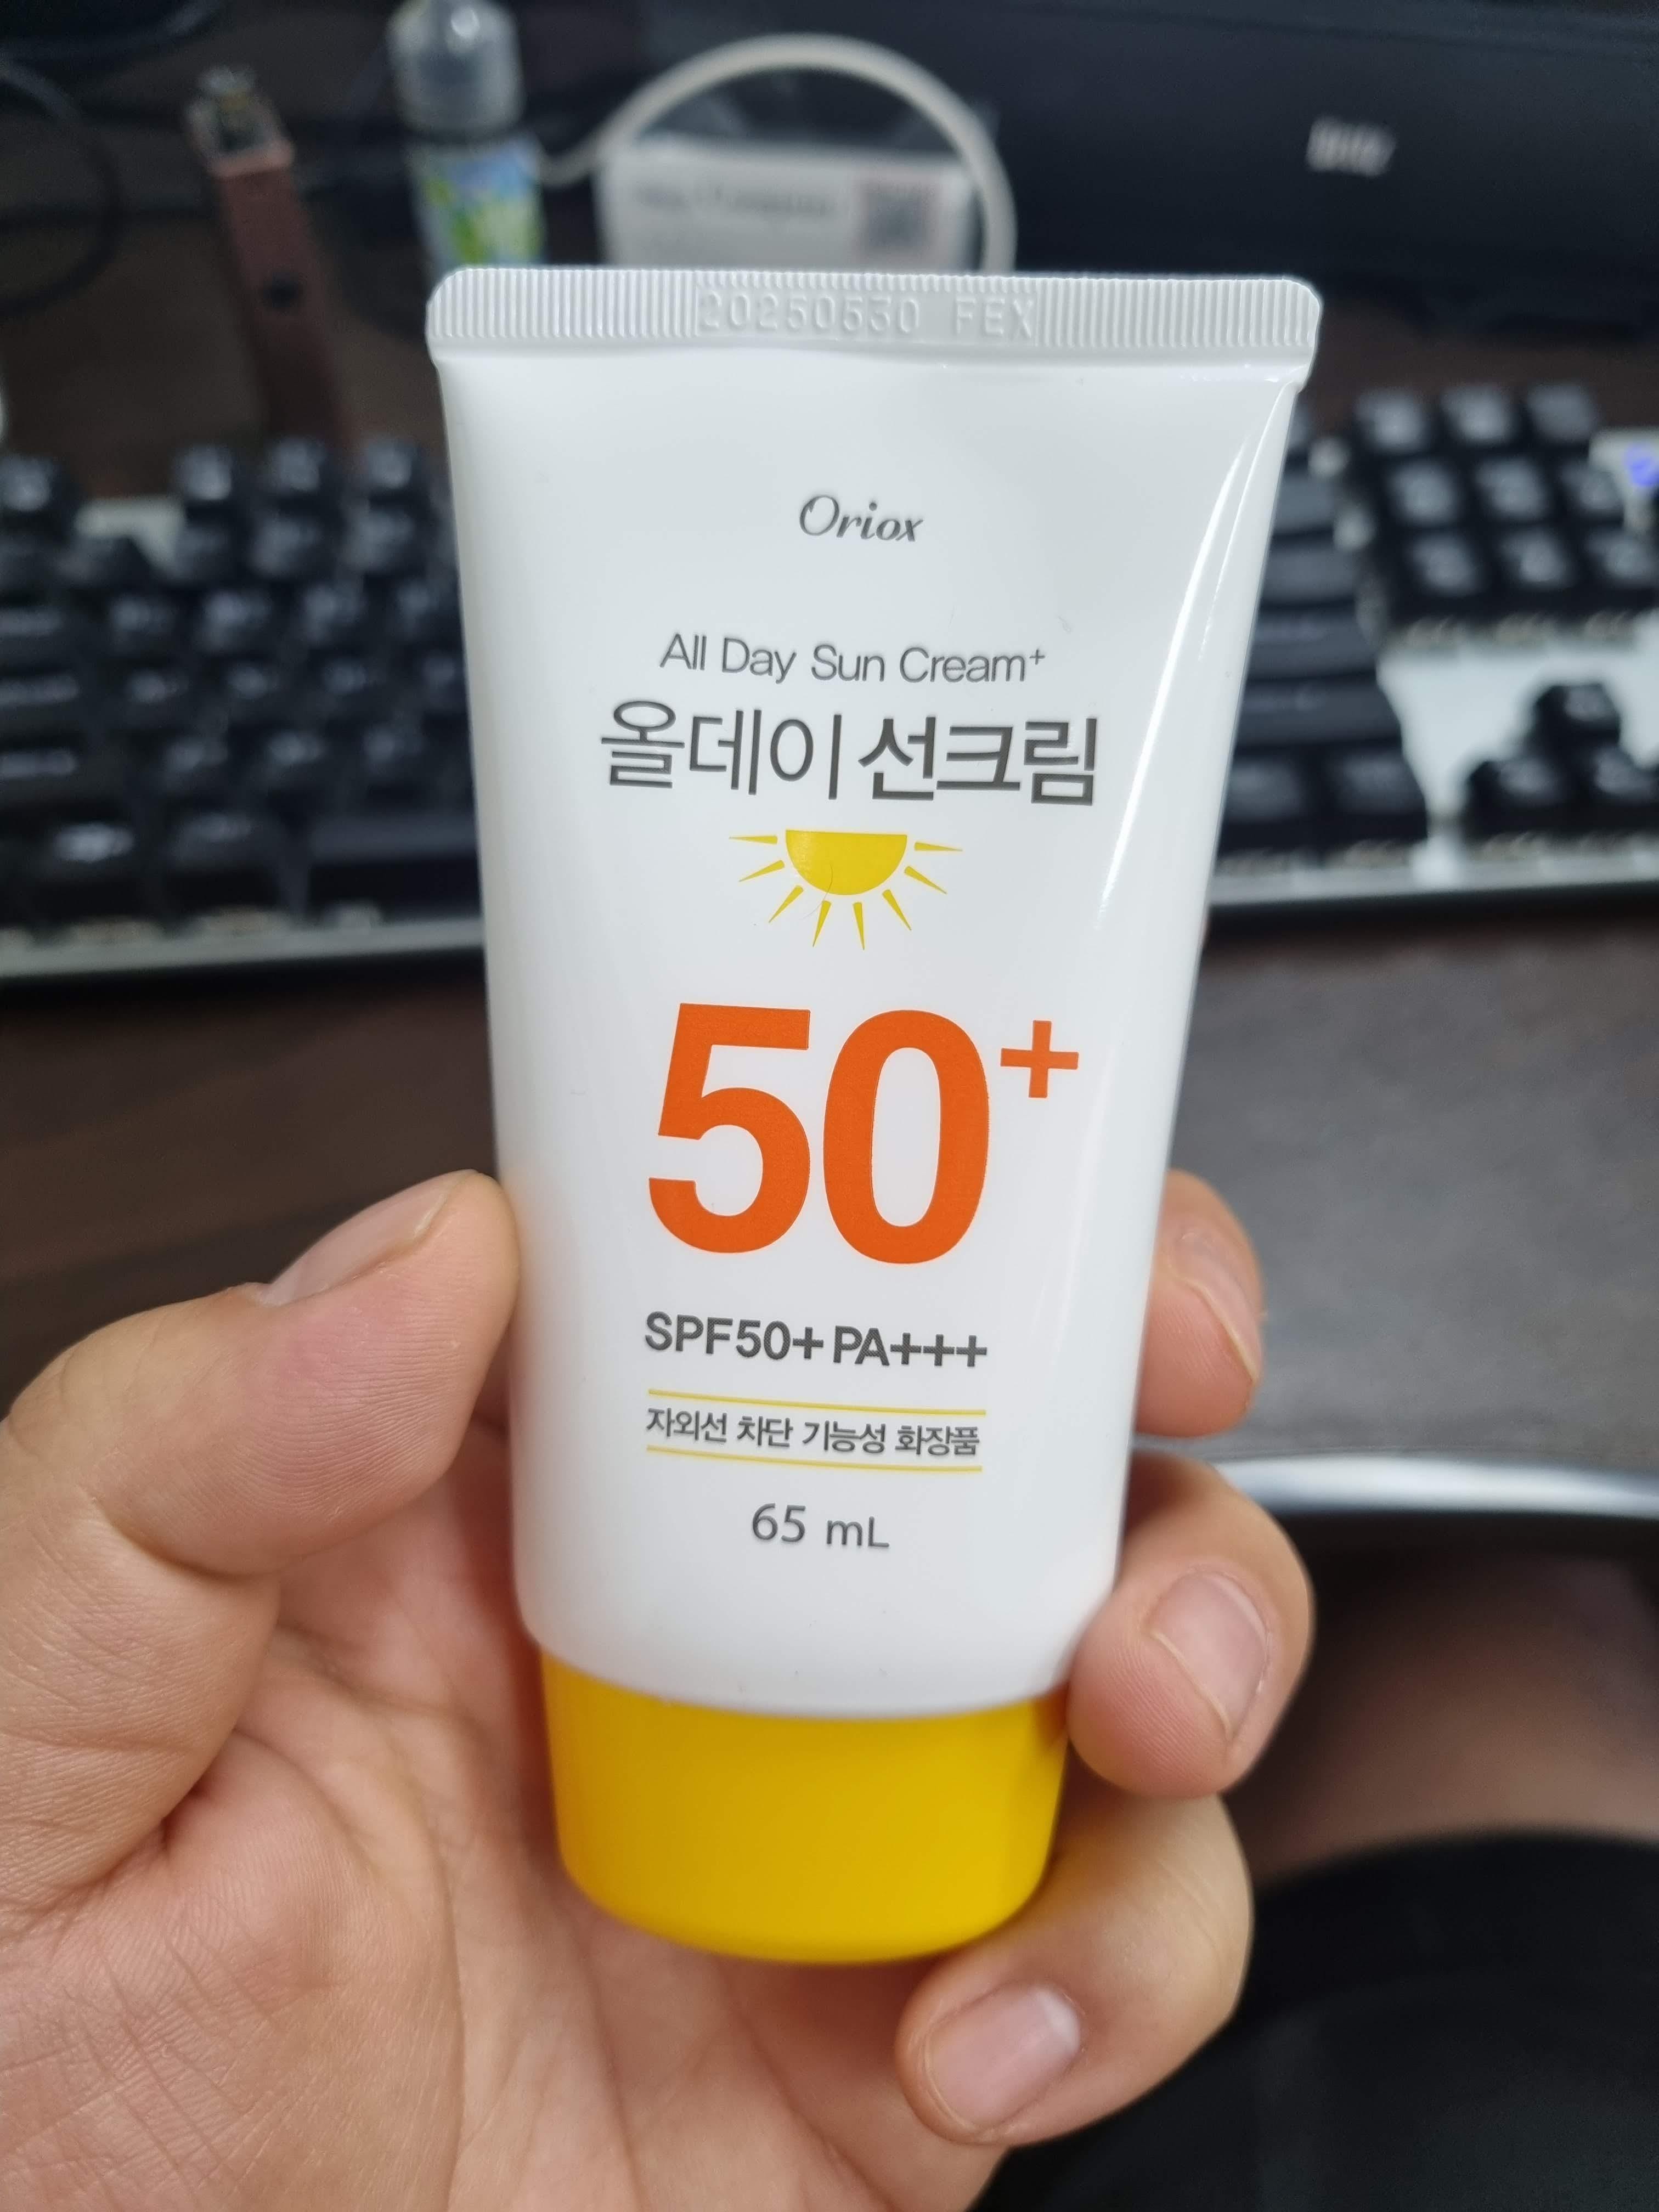 20250530 FEX
Oriox
All Day Sun Cream⁺
올데이 선크림
50⁺
SPF50+ PA+++
자외선 차단 기능성 화장품
65 mL